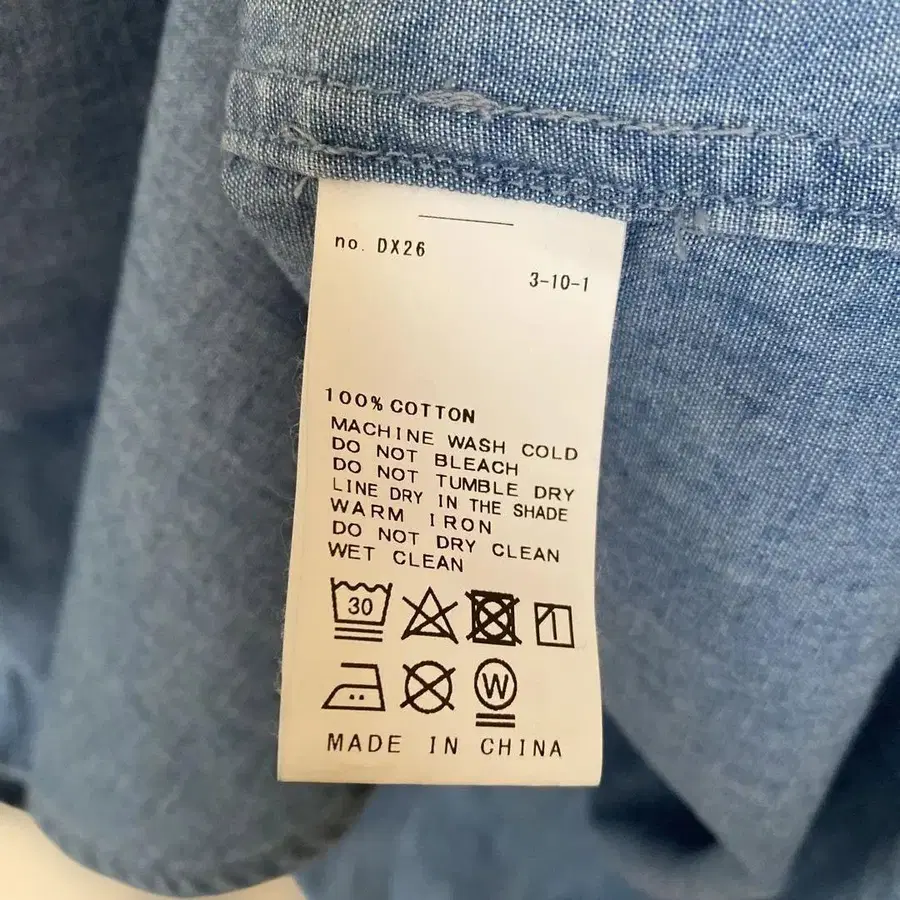 no. DX26
3-10-1
100% COTTON
MACHINE WASH COLD
DO NOT BLEACH
DO NOT TUMBLE DRY
LINE DRY IN THE SHADE
WARM IRON
DO NOT DRY CLEAN
WET CLEAN
30
W
MADE IN CHINA